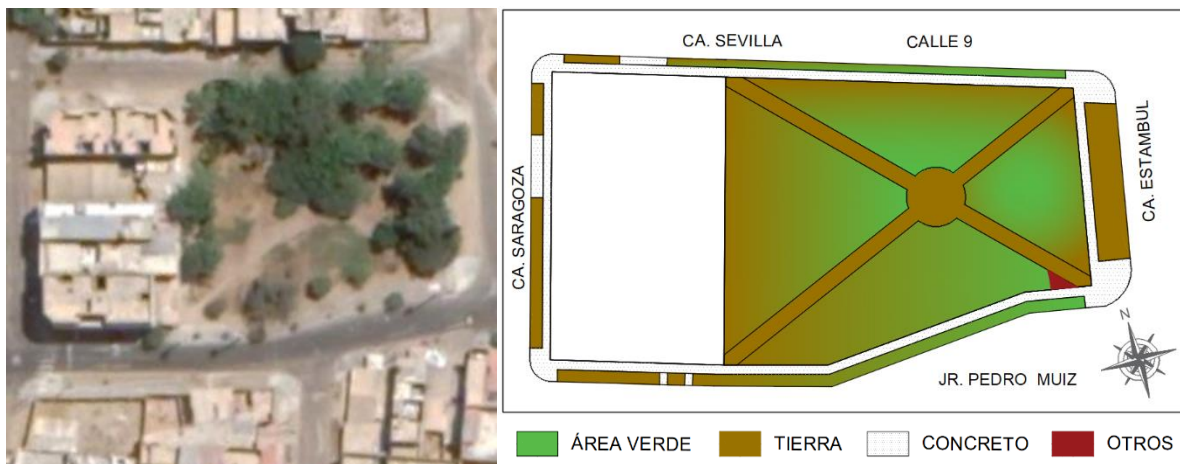 CA. SEVILLA
CALLE 9
CA. SARAGOZA
CA. ESTAMBUL
N
JR. PEDRO MUIZ
ÁREA VERDE
TIERRA
CONCRETO
OTROS